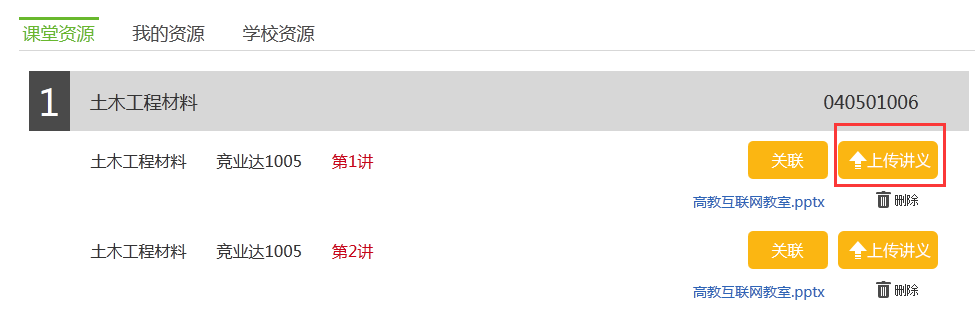 课堂资源 我的资源 学校资源
1 土木工程材料 040501006
土木工程材料 竞业达1005 第1讲 关联 上传讲义
高教互联网教室.pptx 删除
土木工程材料 竞业达1005 第2讲 关联 上传讲义
高教互联网教室.pptx 删除